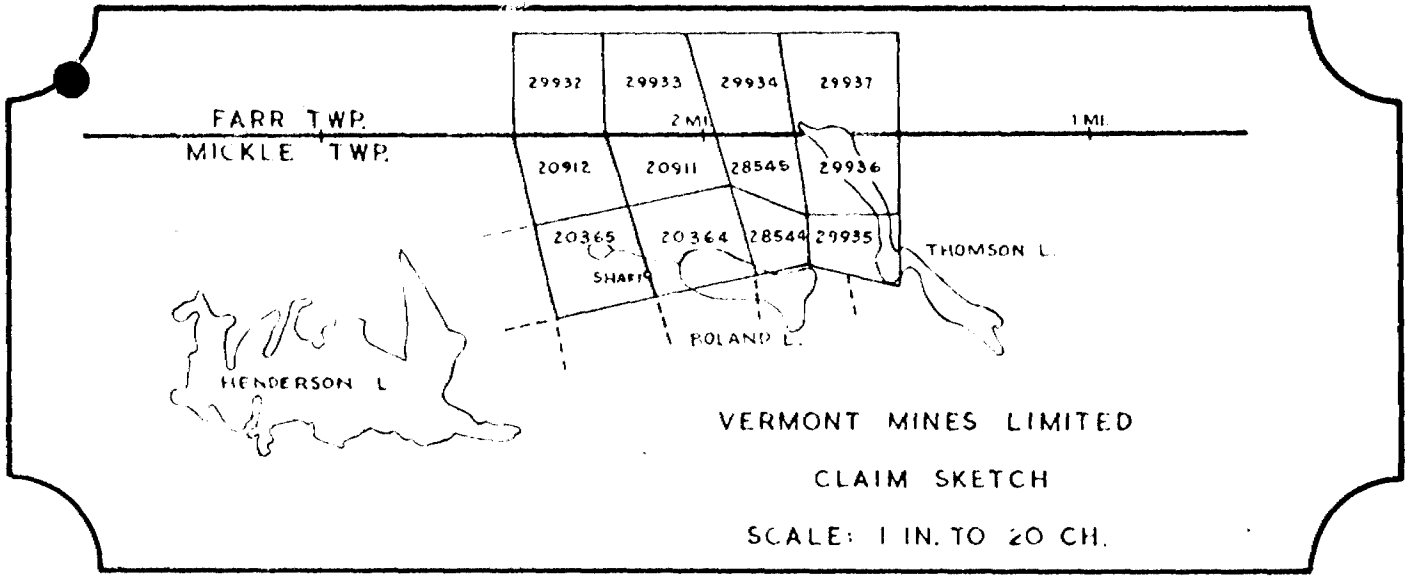 29932 29933 29934 29937
FARR TWP. 2 MI. 1 MI.
MICKLE TWP.
20912 20911 28545 29936
20365 20364 28544 29935
THOMSON L.
SHAFT
BOLAND L.
HENDERSON L
VERMONT MINES LIMITED
CLAIM SKETCH
SCALE: 1 IN. TO 20 CH.